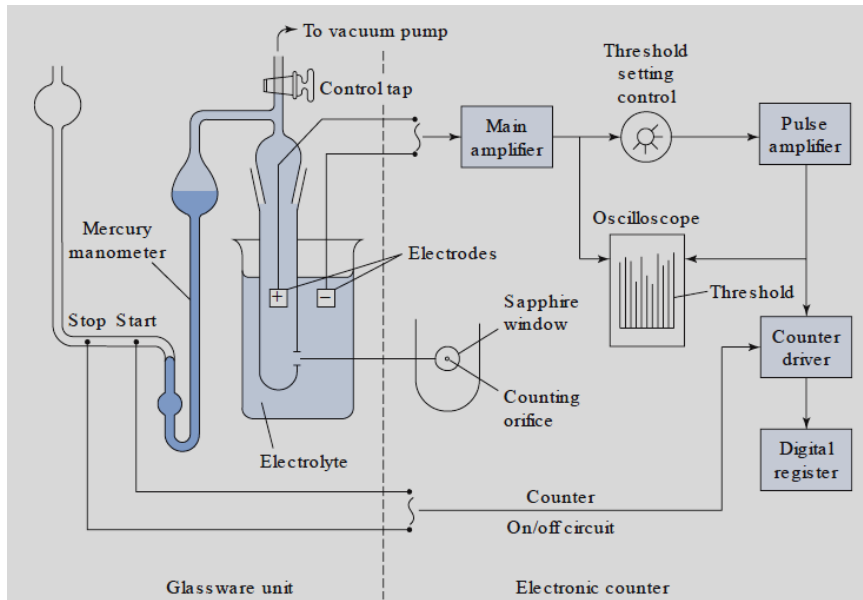 To vacuum pump
Control tap
Threshold
setting
control
Main
amplifier
Pulse
amplifier
Mercury
manometer
Electrodes
Oscilloscope
+
−
Threshold
Stop
Start
Sapphire
window
Counting
orifice
Counter
driver
Electrolyte
Digital
register
Counter
On/off circuit
Glassware unit
Electronic counter